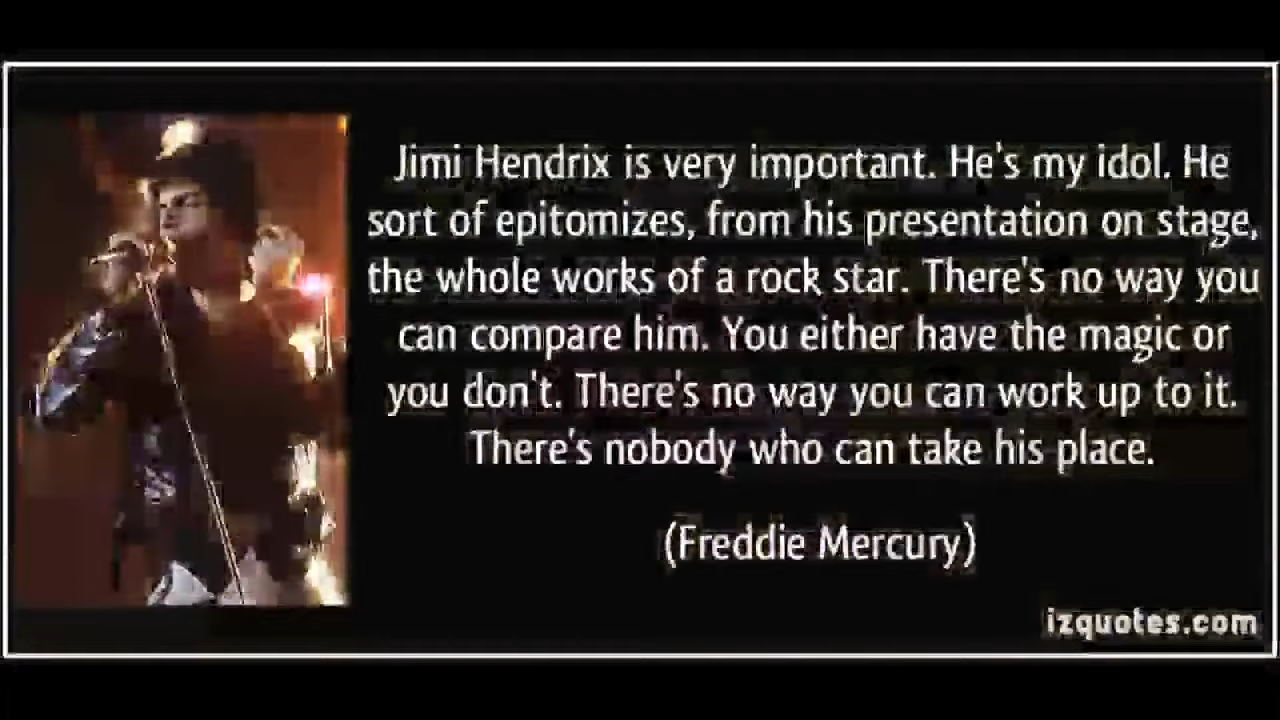 Jimi Hendrix is very important. He's my idol. He
sort of epitomizes, from his presentation on stage,
the whole works of a rock star. There's no way you
can compare him. You either have the magic or
you don't. There's no way you can work up to it.
There's nobody who can take his place.
(Freddie Mercury)
izquotes.com